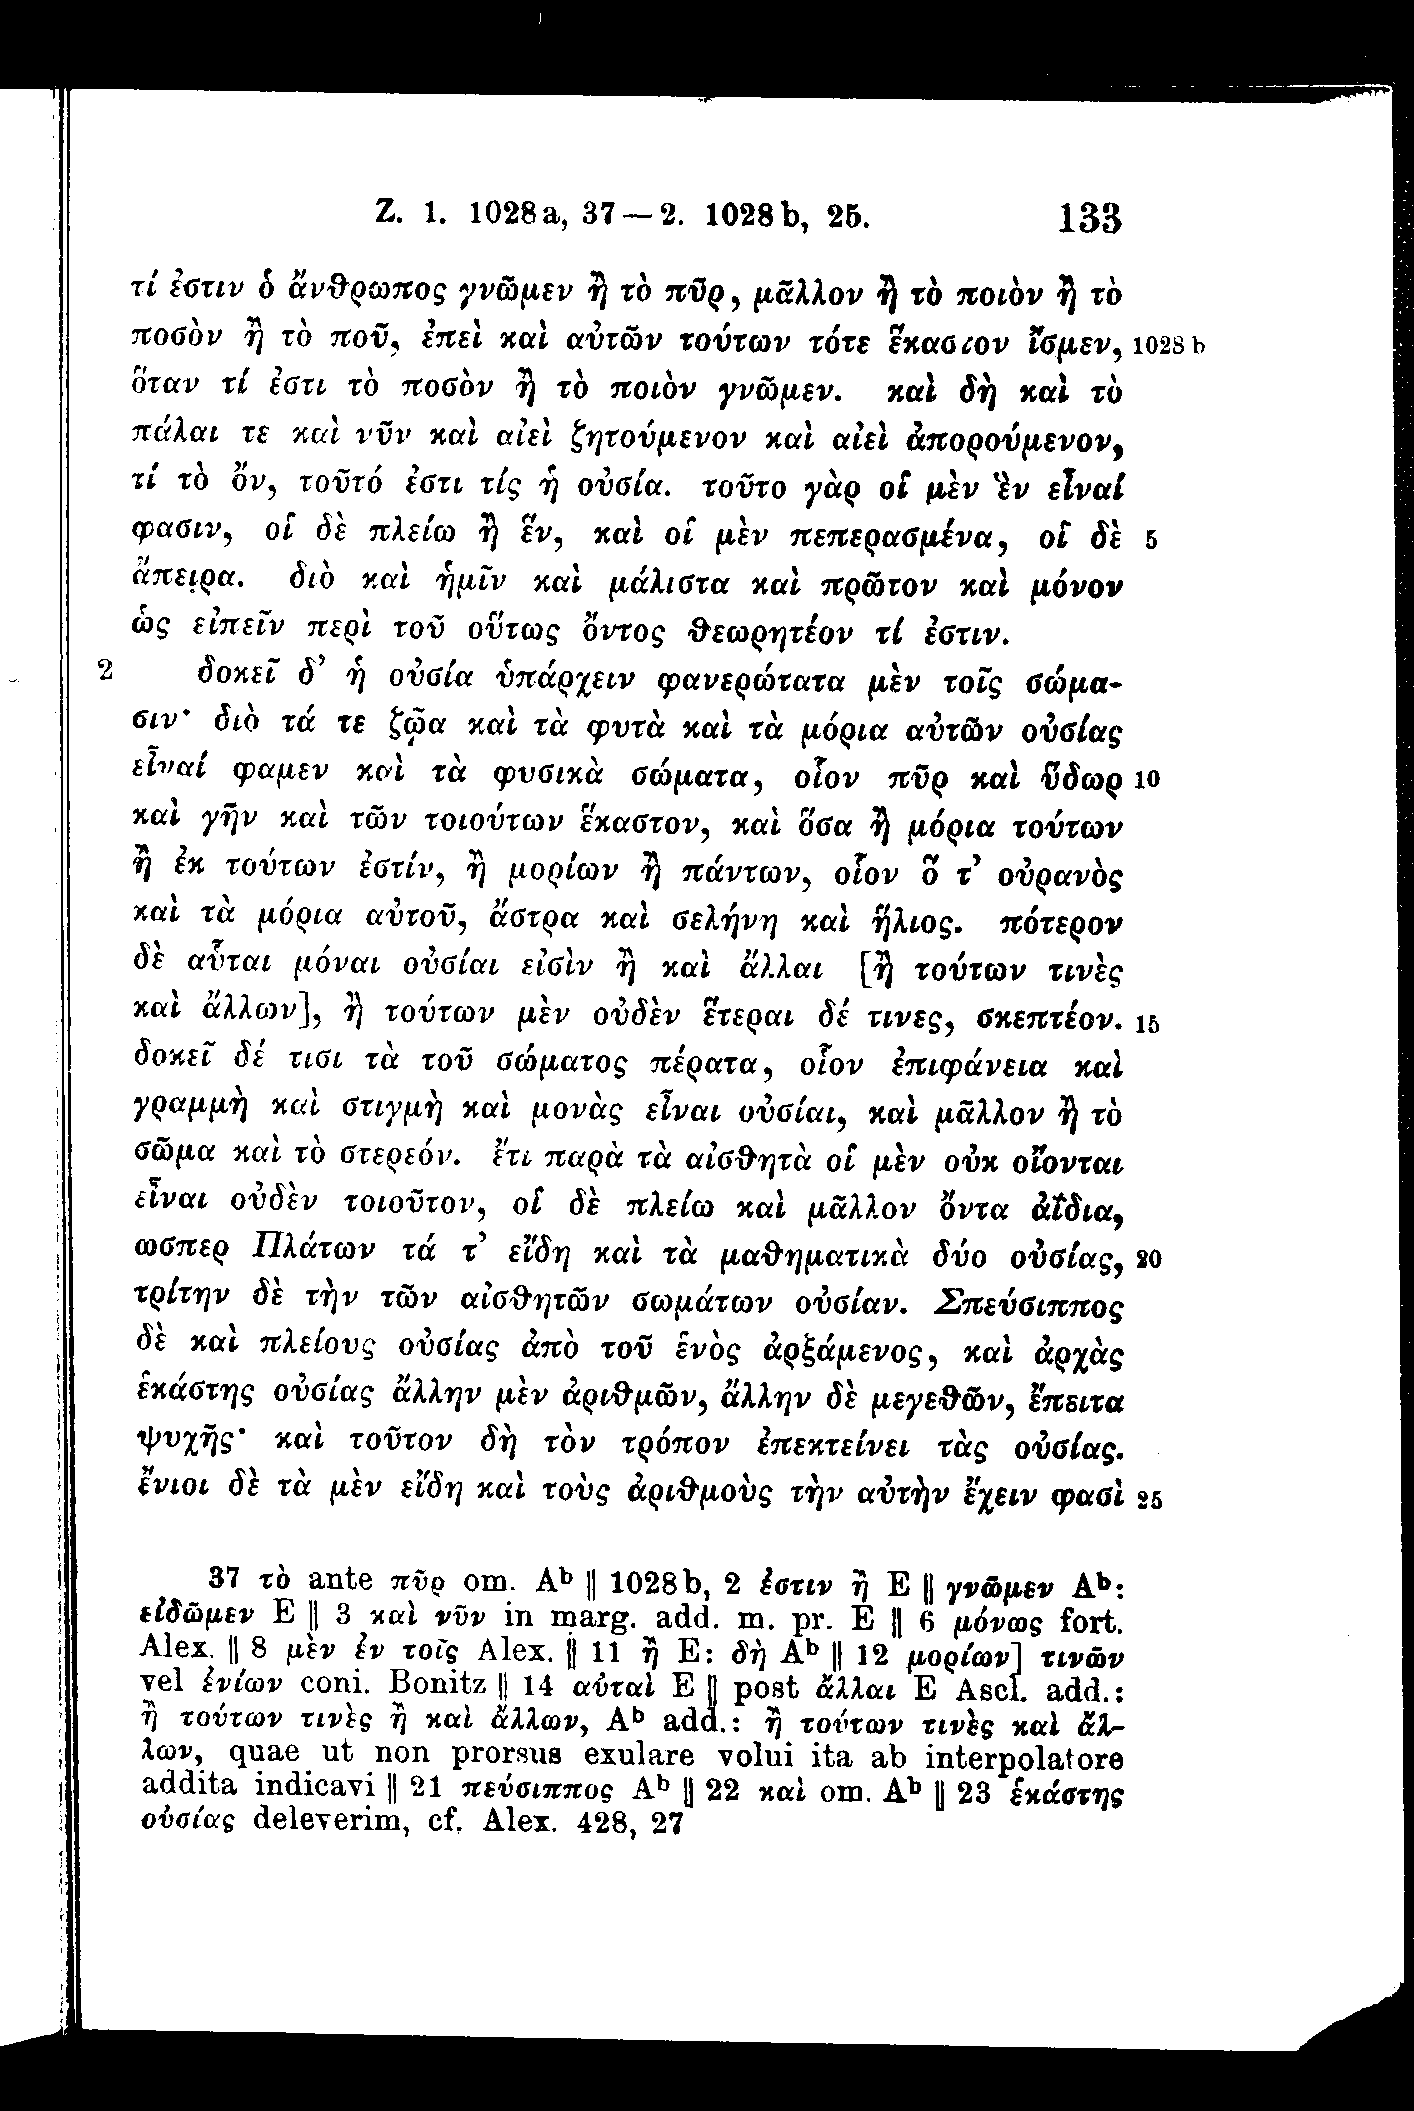 Z. 1. 1028a, 37 — 2. 1028b, 25. 133
τί ἐστιν ὁ ἄνθρωπος γνῶμεν ἢ τὸ πῦρ, μᾶλλον ἢ τὸ ποιὸν ἢ τὸ
ποσὸν ἢ τὸ ποῦ, ἐπεὶ καὶ αὐτῶν τούτων τότε ἕκαστον ἴσμεν, 1028 b
ὅταν τί ἐστι τὸ ποσὸν ἢ τὸ ποιὸν γνῶμεν. καὶ δὴ καὶ τὸ
πάλαι τε καὶ νῦν καὶ αἰεὶ ζητούμενον καὶ αἰεὶ ἀπορούμενον,
τί τὸ ὄν, τοῦτό ἐστι τίς ἡ οὐσία. τοῦτο γὰρ οἳ μὲν ἓν εἶναί
φασιν, οἳ δὲ πλείω ἢ ἕν, καὶ οἳ μὲν πεπερασμένα, οἳ δὲ 5
ἄπειρα. διὸ καὶ ἡμῖν καὶ μάλιστα καὶ πρῶτον καὶ μόνον
ὡς εἰπεῖν περὶ τοῦ οὕτως ὄντος θεωρητέον τί ἐστιν.
2 δοκεῖ δ’ ἡ οὐσία ὑπάρχειν φανερώτατα μὲν τοῖς σώμα-
σιν· διὸ τά τε ζῷα καὶ τὰ φυτὰ καὶ τὰ μόρια αὐτῶν οὐσίας
εἶναί φαμεν καὶ τὰ φυσικὰ σώματα, οἷον πῦρ καὶ ὕδωρ 10
καὶ γῆν καὶ τῶν τοιούτων ἕκαστον, καὶ ὅσα ἢ μόρια τούτων
ἢ ἐκ τούτων ἐστίν, ἢ μορίων ἢ πάντων, οἷον ὅ τ’ οὐρανὸς
καὶ τὰ μόρια αὐτοῦ, ἄστρα καὶ σελήνη καὶ ἥλιος. πότερον
δὲ αὗται μόναι οὐσίαι εἰσὶν ἢ καὶ ἄλλαι [ἢ τούτων τινὲς
καὶ ἄλλων], ἢ τούτων μὲν οὐδὲν ἕτεραι δέ τινες, σκεπτέον. 15
δοκεῖ δέ τισι τὰ τοῦ σώματος πέρατα, οἷον ἐπιφάνεια καὶ
γραμμὴ καὶ στιγμὴ καὶ μονὰς εἶναι οὐσίαι, καὶ μᾶλλον ἢ τὸ
σῶμα καὶ τὸ στερεόν. ἔτι παρὰ τὰ αἰσθητὰ οἳ μὲν οὐκ οἴονται
εἶναι οὐδὲν τοιοῦτον, οἳ δὲ πλείω καὶ μᾶλλον ὄντα ἀΐδια,
ωσπερ Πλάτων τά τ’ εἴδη καὶ τὰ μαθηματικὰ δύο οὐσίας, 20
τρίτην δὲ τὴν τῶν αἰσθητῶν σωμάτων οὐσίαν. Σπεύσιππος
δὲ καὶ πλείους οὐσίας ἀπὸ τοῦ ἑνὸς ἀρξάμενος, καὶ ἀρχὰς
ἑκάστης οὐσίας ἄλλην μὲν ἀριθμῶν, ἄλλην δὲ μεγεθῶν, ἔπειτα
ψυχῆς· καὶ τοῦτον δὴ τὸν τρόπον ἐπεκτείνει τὰς οὐσίας.
ἔνιοι δὲ τὰ μὲν εἴδη καὶ τοὺς ἀριθμοὺς τὴν αὐτὴν ἔχειν φασὶ 25
37 τὸ ante πῦρ om. Aᵇ ‖ 1028b, 2 ἐστιν ἢ E ‖ γνῶμεν Aᵇ:
εἰδῶμεν E ‖ 3 καὶ νῦν in marg. add. m. pr. E ‖ 6 μόνως fort.
Alex. ‖ 8 μὲν ἐν τοῖς Alex. ‖ 11 ἢ E: δὴ Aᵇ ‖ 12 μορίων] τινῶν
vel ἐνίων coni. Bonitz ‖ 14 αὐταὶ E ‖ post ἄλλαι E Ascl. add.:
ἢ τούτων τινὲς ἢ καὶ ἄλλων, Aᵇ add.: ἢ τούτων τινὲς καὶ ἄλ-
λων, quae ut non prorsus exulare volui ita ab interpolatore
addita indicavi ‖ 21 πεύσιππος Aᵇ ‖ 22 καὶ om. Aᵇ ‖ 23 ἑκάστης
οὐσίας deleverim, cf. Alex. 428, 27